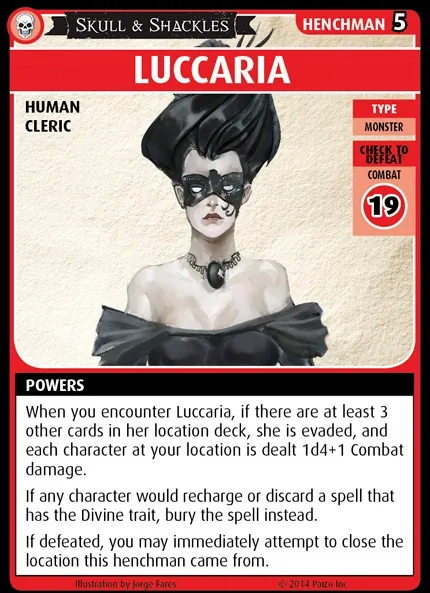 SKULL & SHACKLES
HENCHMAN 5
LUCCARIA
HUMAN
CLERIC
TYPE
MONSTER
CHECK TO
DEFEAT
COMBAT
19
POWERS
When you encounter Luccaria, if there are at least 3
other cards in her location deck, she is evaded, and
each character at your location is dealt 1d4+1 Combat
damage.
If any character would recharge or discard a spell that
has the Divine trait, bury the spell instead.
If defeated, you may immediately attempt to close the
location this henchman came from.
Illustration by Jorge Fares
© 2014 Paizo Inc